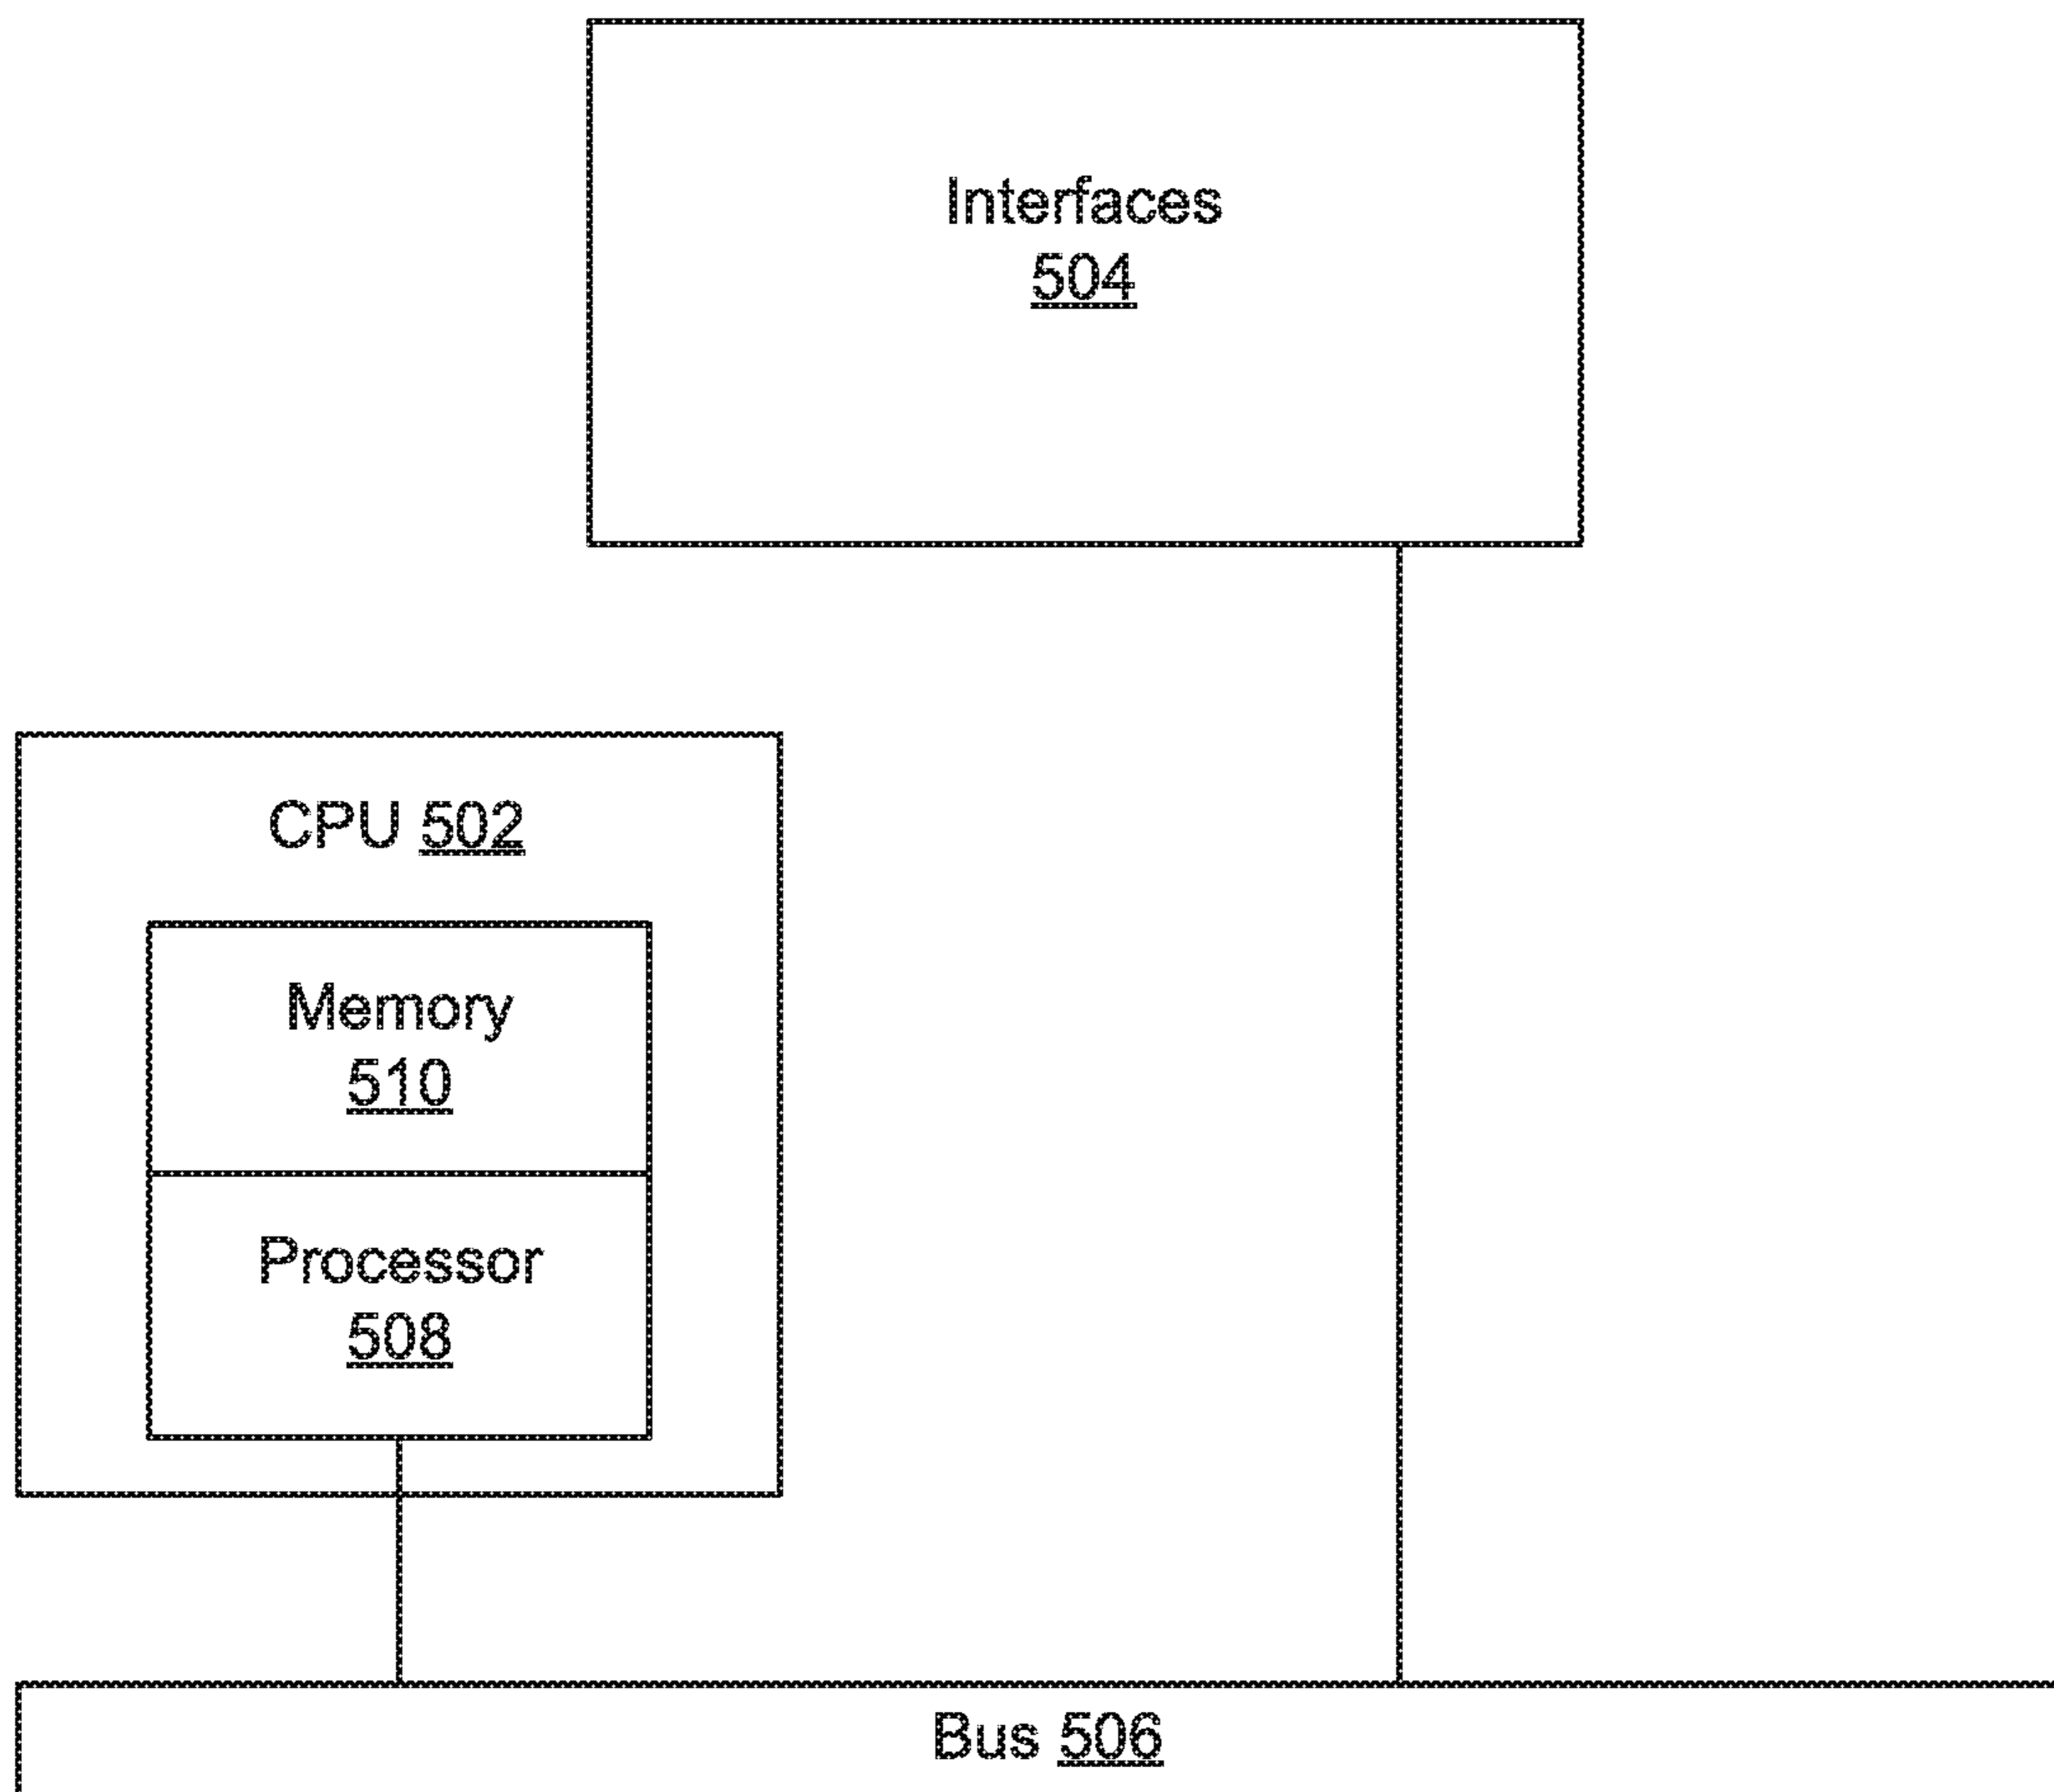 Interfaces
504
CPU 502
Memory
510
Processor
508
Bus 506